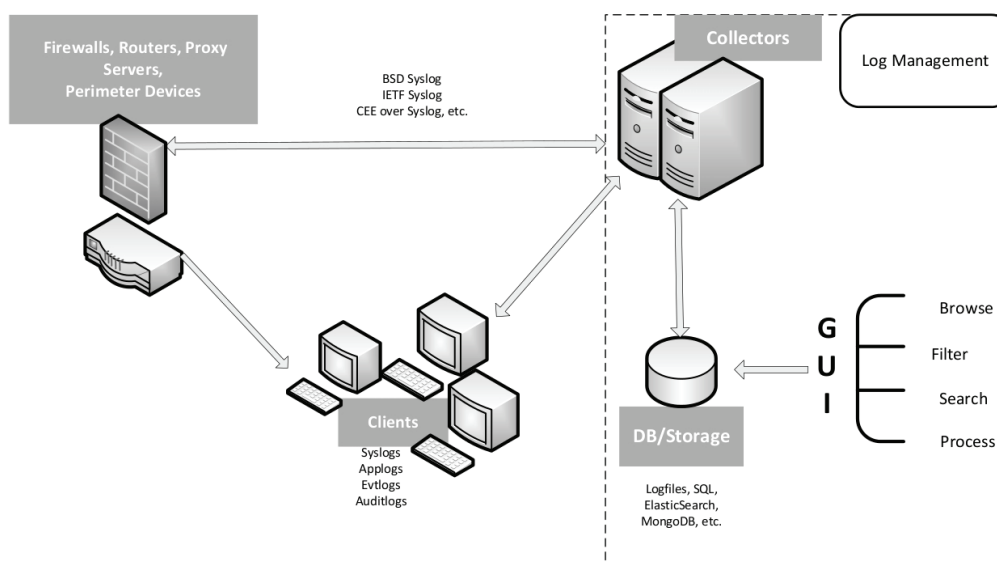 Firewalls, Routers, Proxy
Servers,
Perimeter Devices
BSD Syslog
IETF Syslog
CEE over Syslog, etc.
Collectors
Log Management
Clients
Syslogs
Applogs
Evtlogs
Auditlogs
DB/Storage
Logfiles, SQL,
ElasticSearch,
MongoDB, etc.
G
U
I
Browse
Filter
Search
Process